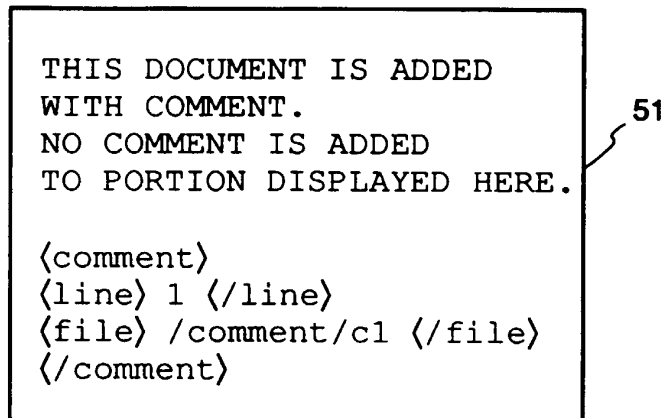 THIS DOCUMENT IS ADDED
WITH COMMENT.
NO COMMENT IS ADDED
TO PORTION DISPLAYED HERE.
51
⟨comment⟩
⟨line⟩ 1 ⟨/line⟩
⟨file⟩ /comment/c1 ⟨/file⟩
⟨/comment⟩